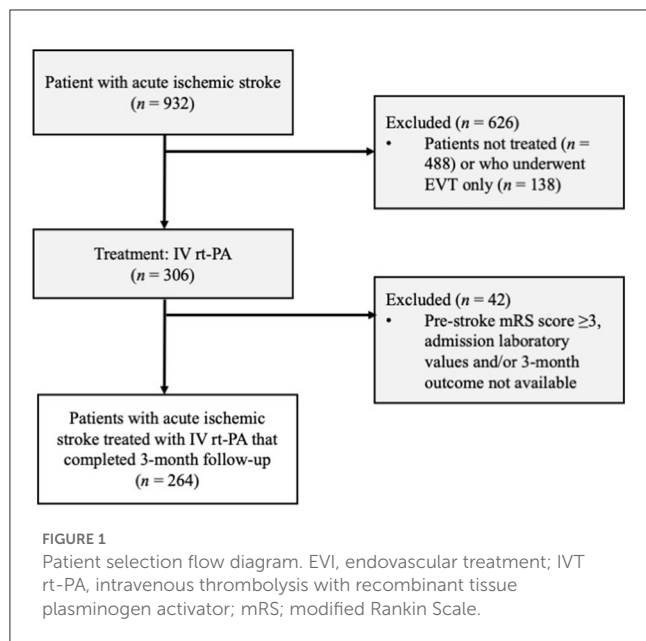 Patient with acute ischemic stroke
(n = 932)
Excluded (n = 626)
• Patients not treated (n =
488) or who underwent
EVT only (n = 138)
Treatment: IV rt-PA
(n = 306)
Excluded (n = 42)
• Pre-stroke mRS score ≥3,
admission laboratory
values and/or 3-month
outcome not available
Patients with acute ischemic
stroke treated with IV rt-PA that
completed 3-month follow-up
(n = 264)
FIGURE 1
Patient selection flow diagram. EVI, endovascular treatment; IVT
rt-PA, intravenous thrombolysis with recombinant tissue
plasminogen activator; mRS; modified Rankin Scale.